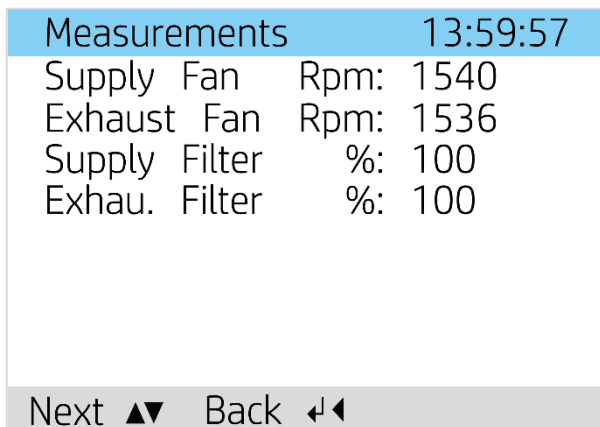 Measurements 13:59:57
Supply Fan Rpm: 1540
Exhaust Fan Rpm: 1536
Supply Filter %: 100
Exhau. Filter %: 100
Next ▲▼ Back ↲◀